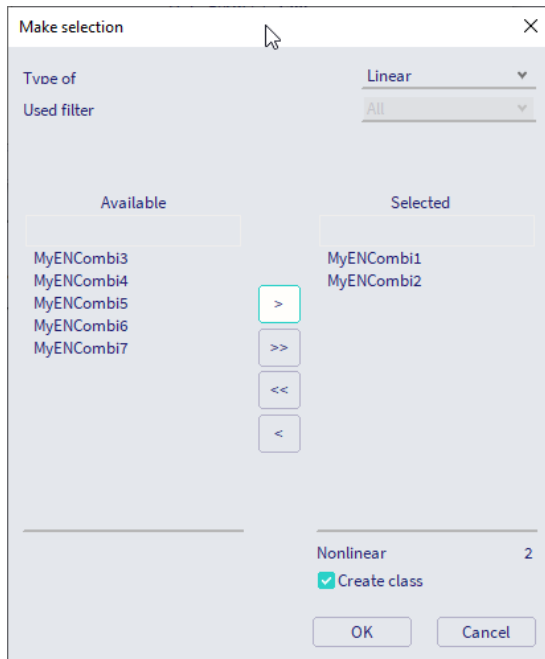 Make selection
Type of Linear
Used filter All
Available Selected
MyENCombi3 MyENCombi1
MyENCombi4 MyENCombi2
MyENCombi5
MyENCombi6
MyENCombi7
>
>>
<<
<
Nonlinear 2
Create class
OK Cancel